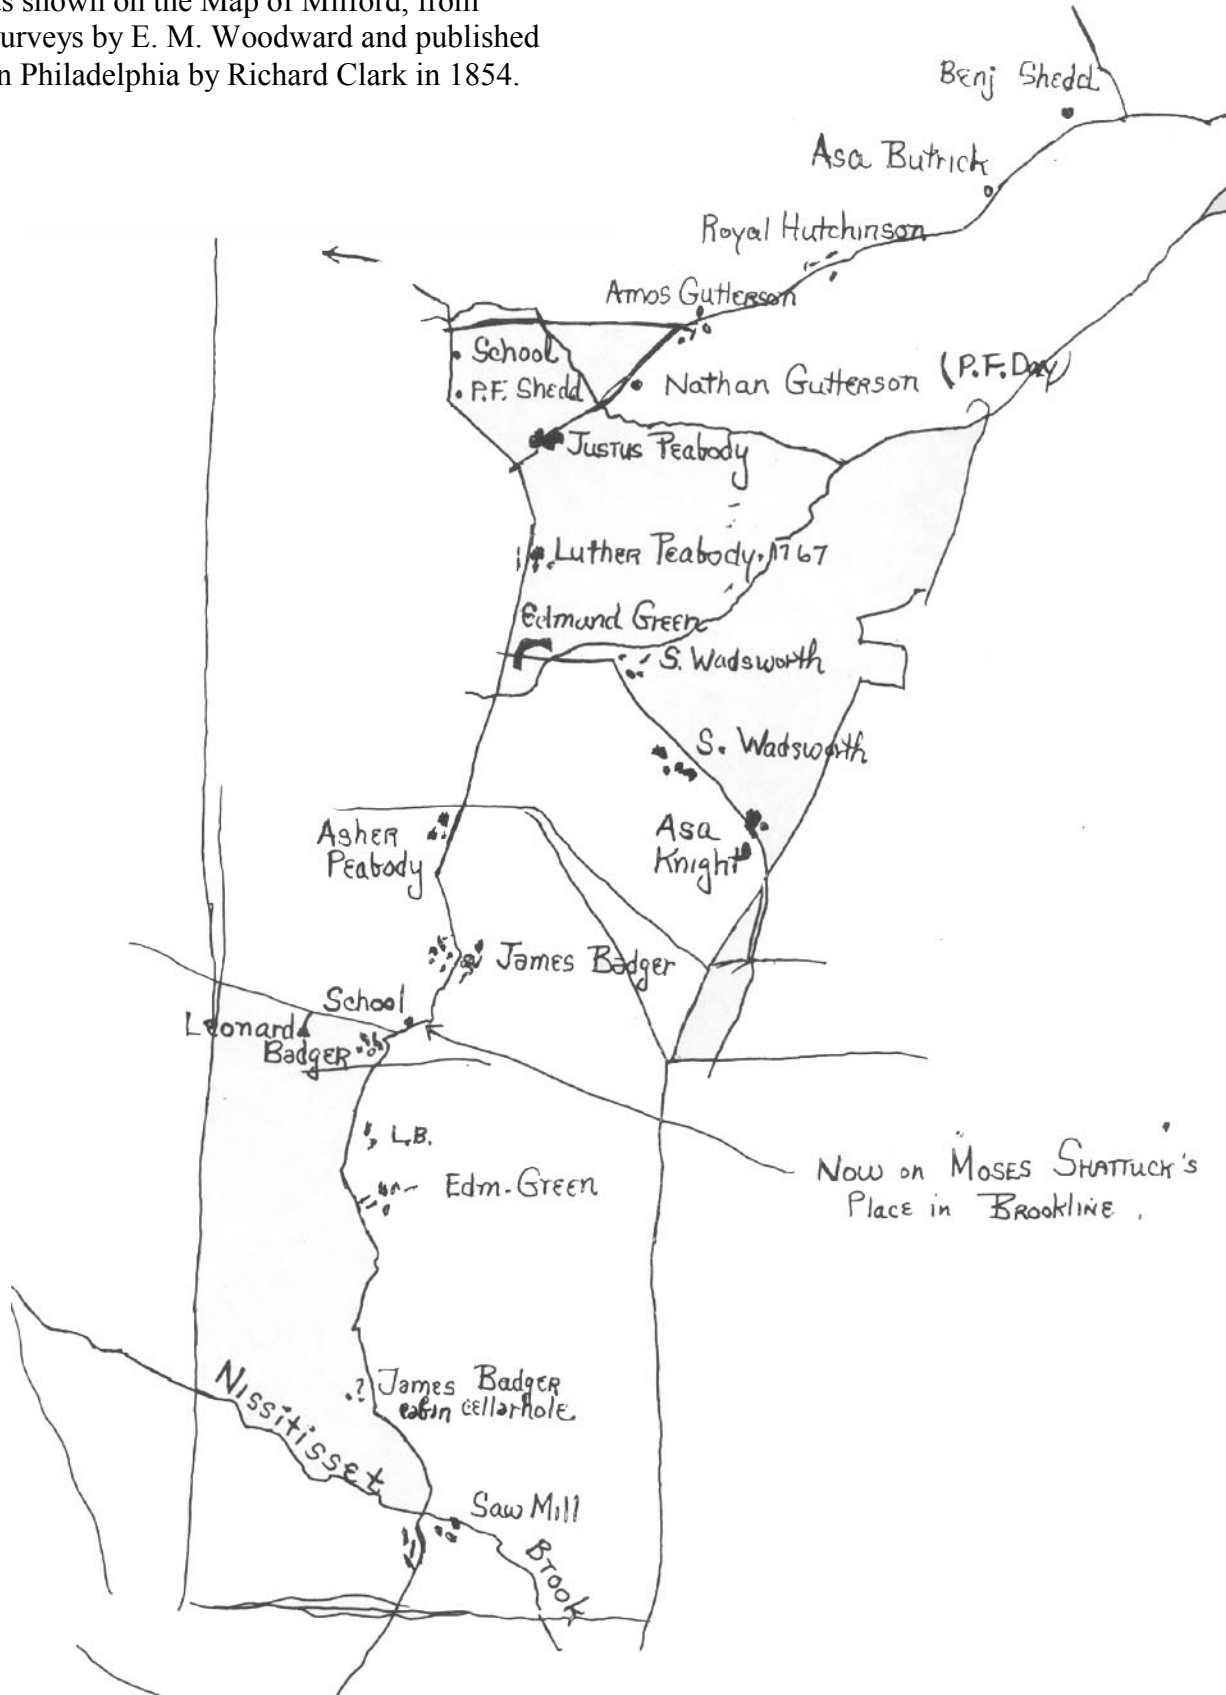 as shown on the Map of Milford, from
urveys by E. M. Woodward and published
n Philadelphia by Richard Clark in 1854.
Benj Shedd
Asa Butrick
Royal Hutchinson
Amos Gutterson
School
P.F. Shedd
Nathan Gutterson (P.F. Day)
Justus Peabody
Luther Peabody. 1767
Edmund Green
S. Wadsworth
S. Wadsworth
Asher
Peabody
Asa
Knight
James Badger
School
Leonard
Badger
L.B.
Edm-Green
Now on Moses Shattuck's
Place in Brookline.
Nissitisset
? James Badger
cabin cellarhole
Saw Mill
Brook